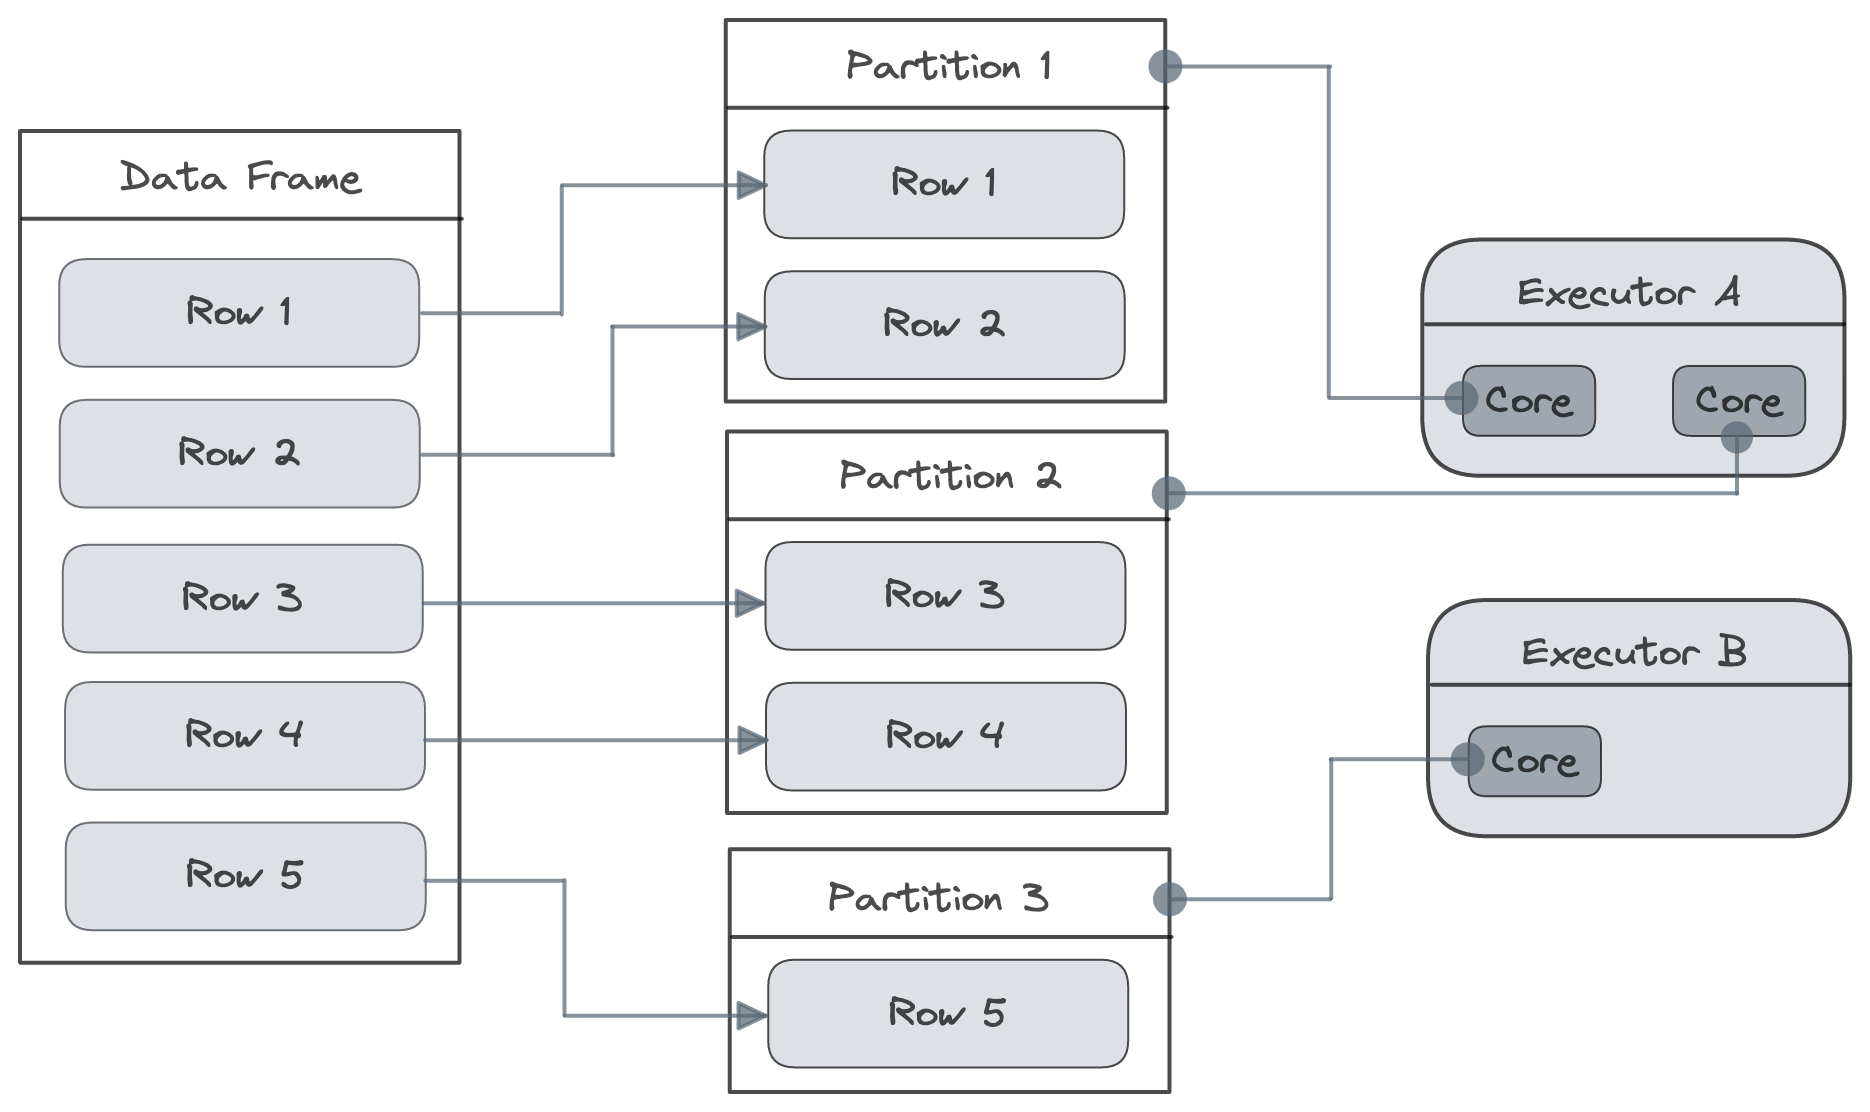 Data Frame
Row 1
Row 2
Row 3
Row 4
Row 5
Partition 1
Row 1
Row 2
Partition 2
Row 3
Row 4
Partition 3
Row 5
Executor A
Core
Core
Executor B
Core